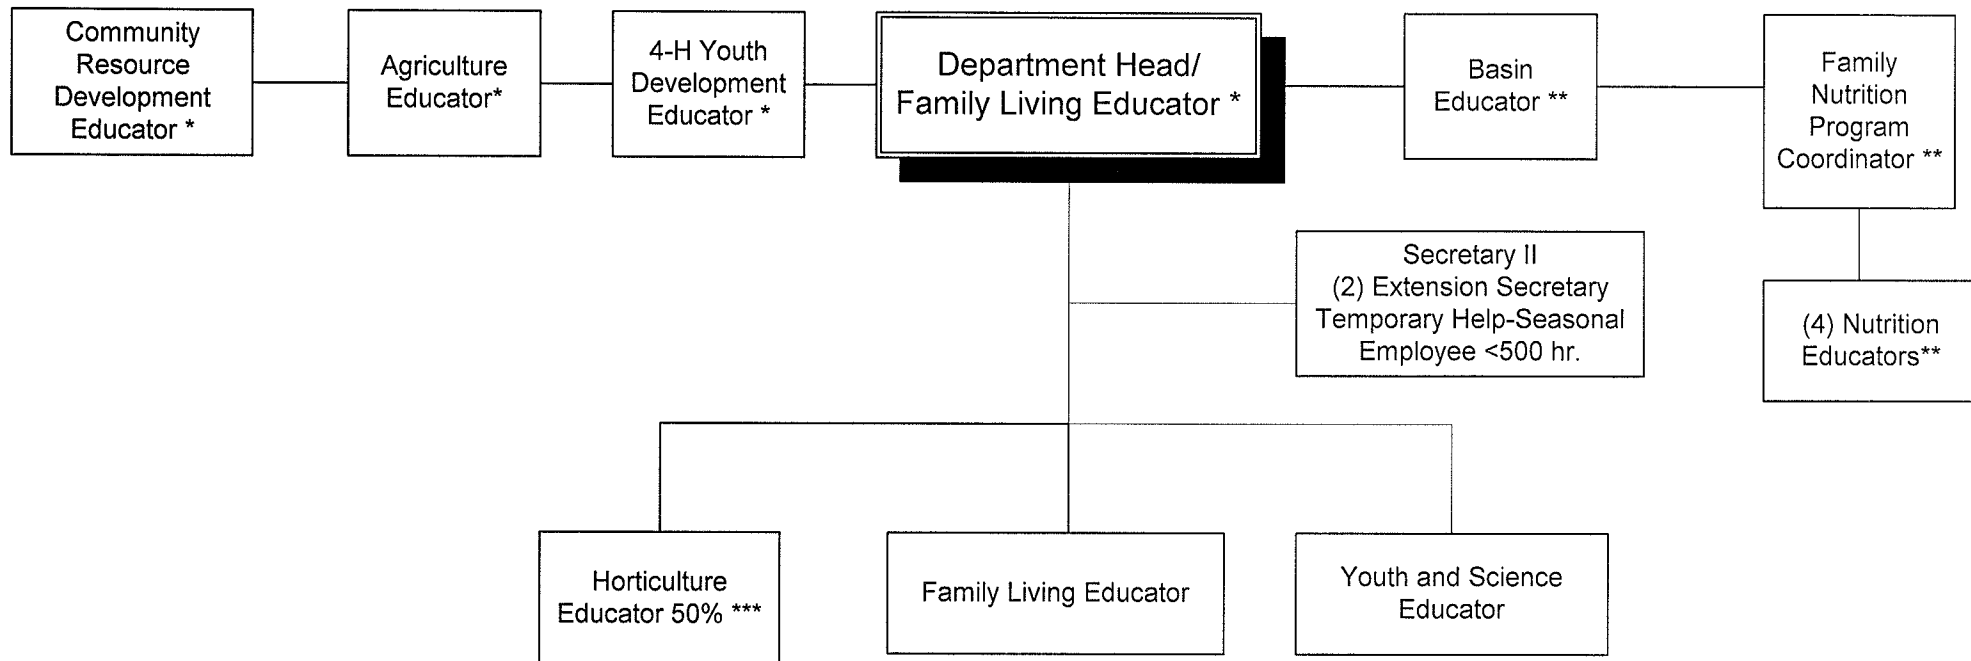 Community
Resource
Development
Educator *
Agriculture
Educator*
4-H Youth
Development
Educator *
Department Head/
Family Living Educator *
Basin
Educator **
Family
Nutrition
Program
Coordinator **
Secretary II
(2) Extension Secretary
Temporary Help-Seasonal
Employee <500 hr.
(4) Nutrition
Educators**
Horticulture
Educator 50% ***
Family Living Educator
Youth and Science
Educator